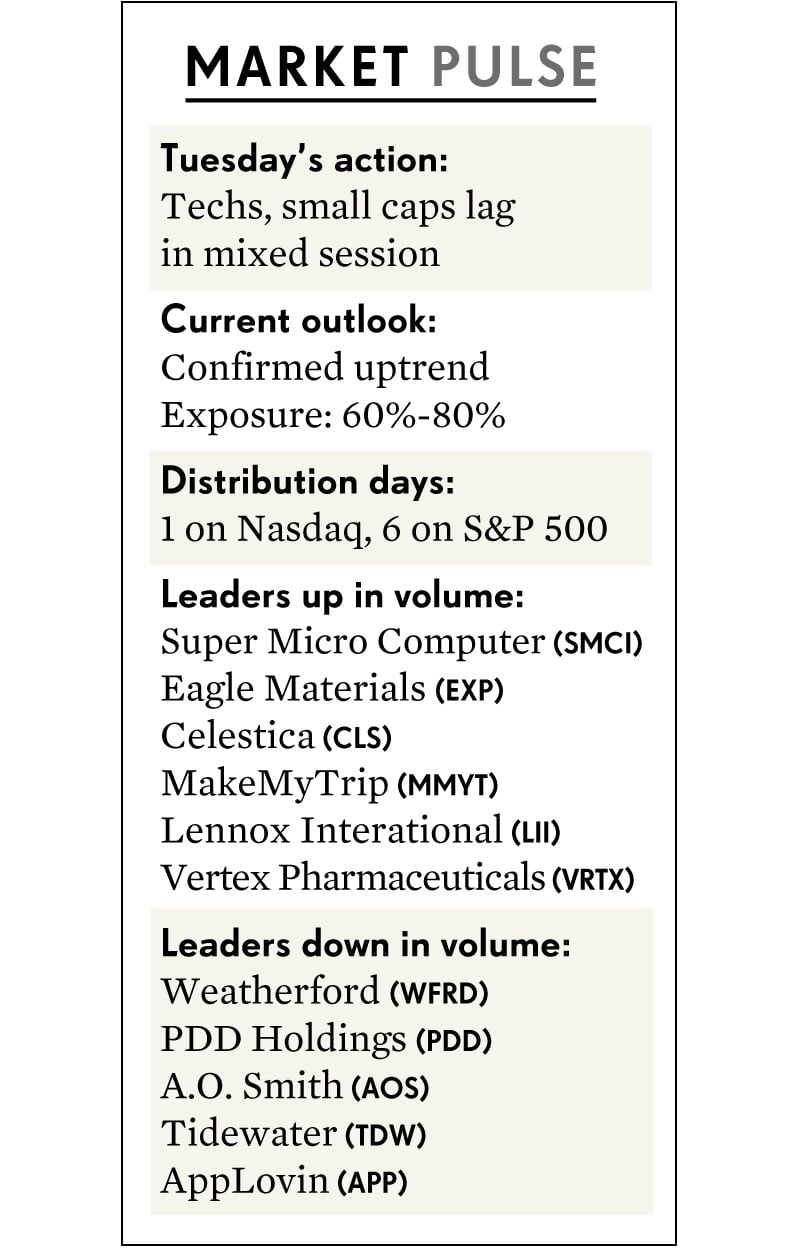 MARKET PULSE
Tuesday's action:
Techs, small caps lag
in mixed session
Current outlook:
Confirmed uptrend
Exposure: 60%-80%
Distribution days:
1 on Nasdaq, 6 on S&P 500
Leaders up in volume:
Super Micro Computer (SMCI)
Eagle Materials (EXP)
Celestica (CLS)
MakeMyTrip (MMYT)
Lennox Interational (LII)
Vertex Pharmaceuticals (VRTX)
Leaders down in volume:
Weatherford (WFRD)
PDD Holdings (PDD)
A.O. Smith (AOS)
Tidewater (TDW)
AppLovin (APP)